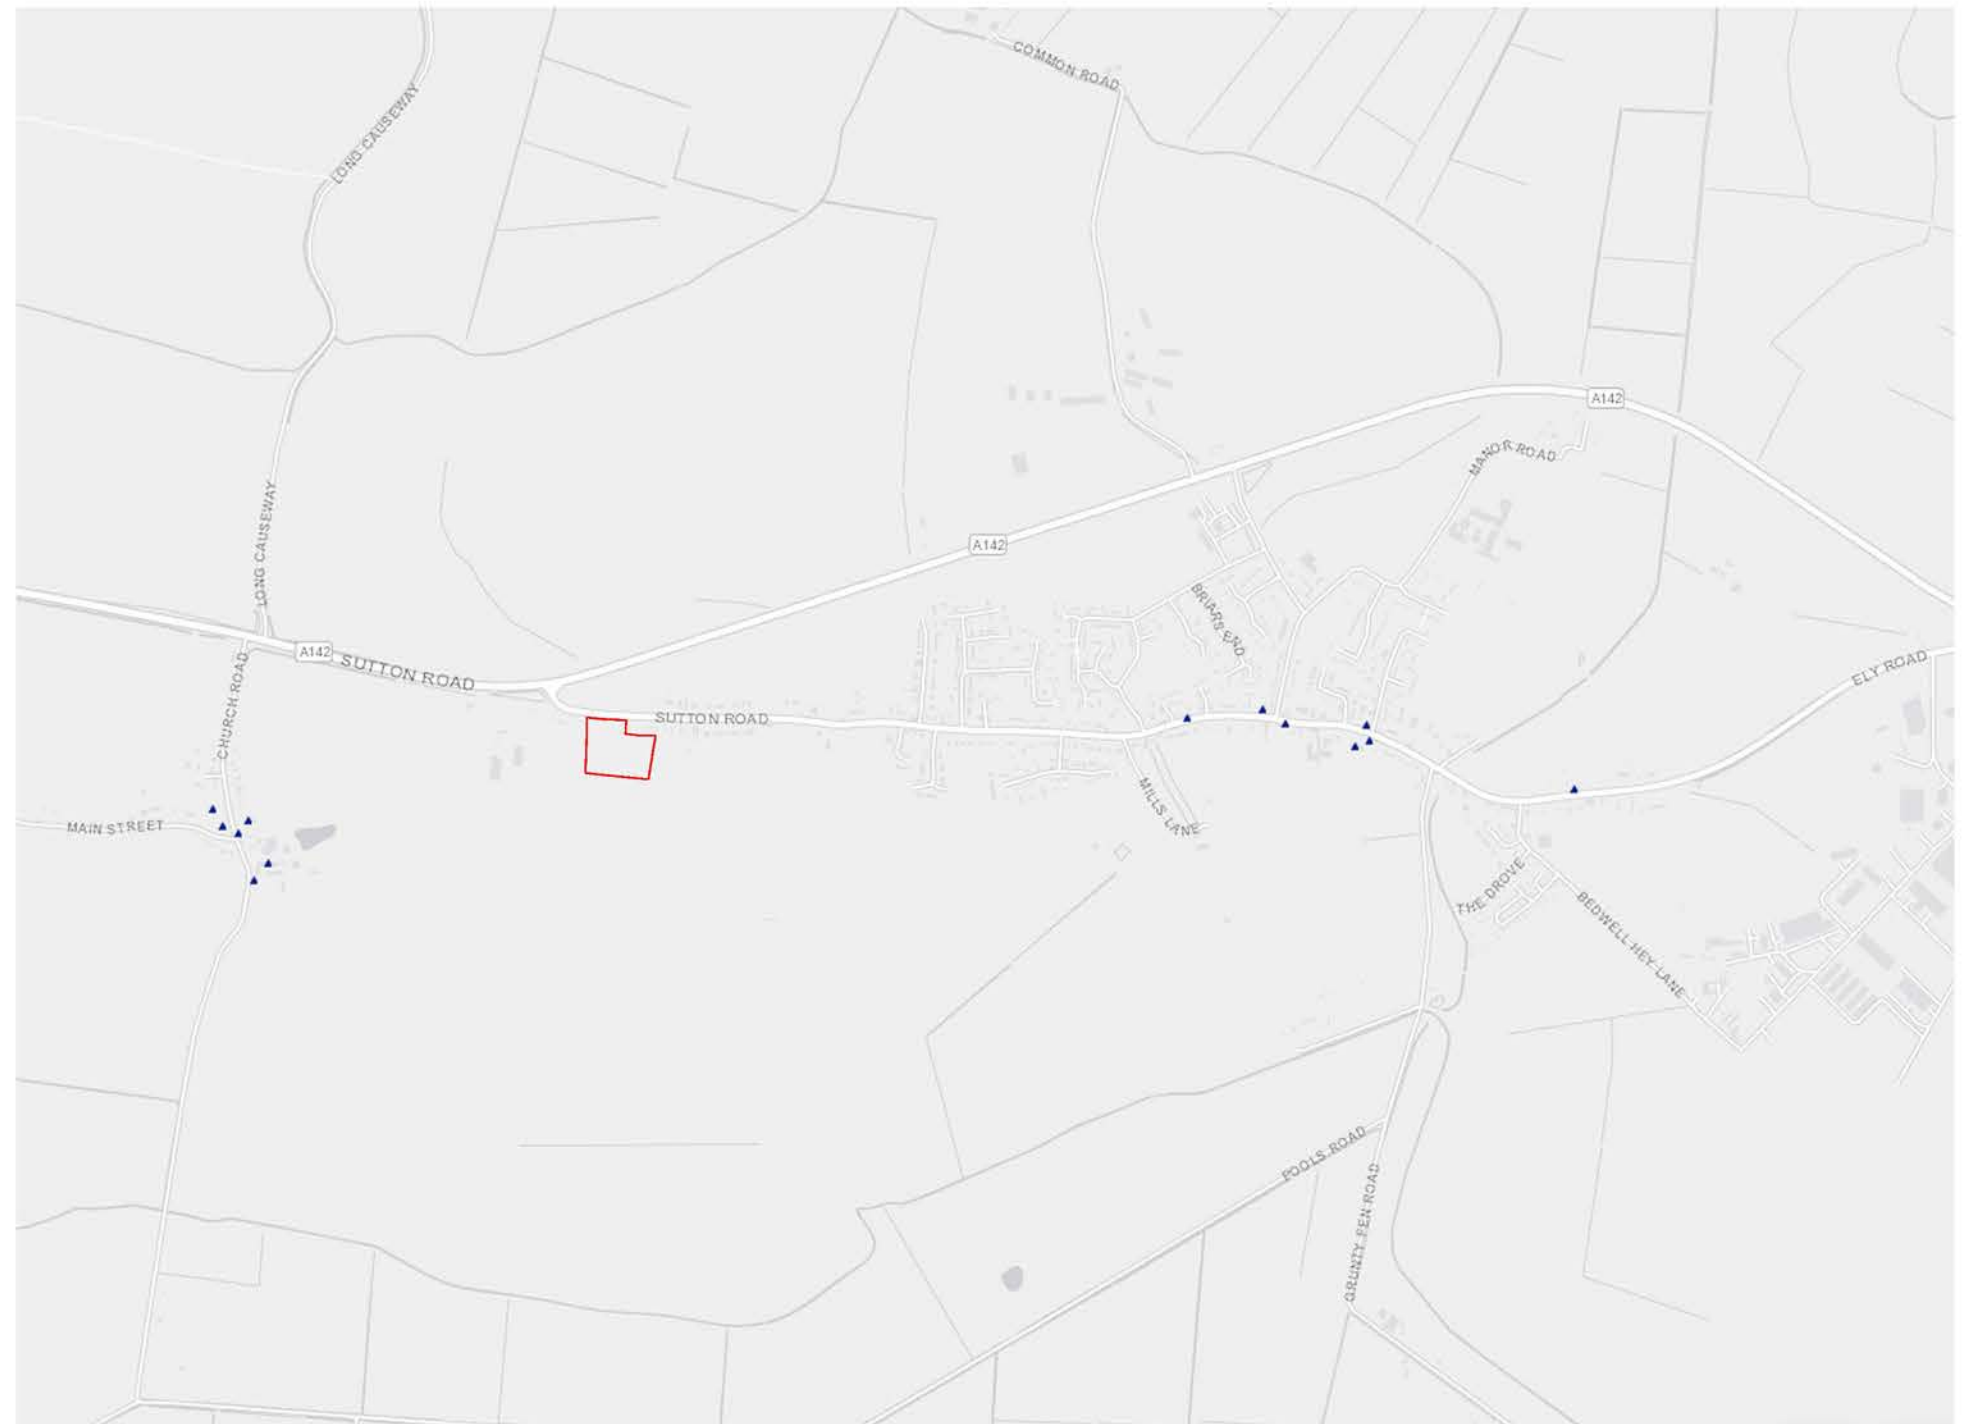 COMMON ROAD
LONG CAUSEWAY
A142
MANOR ROAD
LONG CAUSEWAY
A142
BRIARS END
A142
SUTTON ROAD
CHURCH ROAD
SUTTON ROAD
ELY ROAD
MAIN STREET
MILLS LANE
THE DROVE
BEDWELL HEY LANE
POOLS ROAD
GRUNTY FEN ROAD